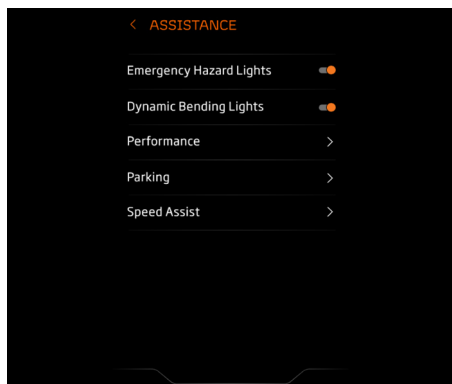 ASSISTANCE
Emergency Hazard Lights
Dynamic Bending Lights
Performance
Parking
Speed Assist